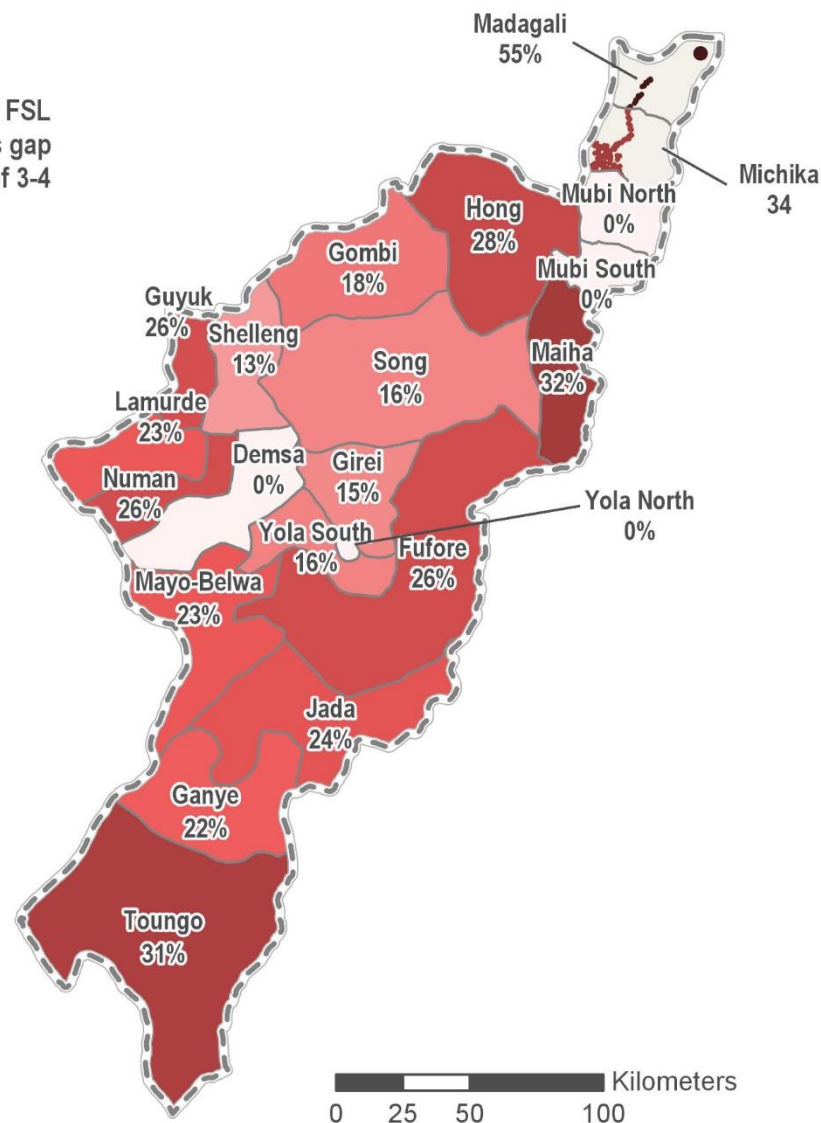 Madagali
55%
FSL
s gap
f 3-4
Michika
34
Mubi North
0%
Hong
28%
Gombi
18%
Mubi South
0%
Guyuk
26%
Shelleng
13%
Song
16%
Maiha
32%
Lamurde
23%
Demsa
0%
Girei
15%
Numan
26%
Yola North
0%
Yola South
16%
Fufore
26%
Mayo-Belwa
23%
Jada
24%
Ganye
22%
Toungo
31%
Kilometers
0 25 50 100